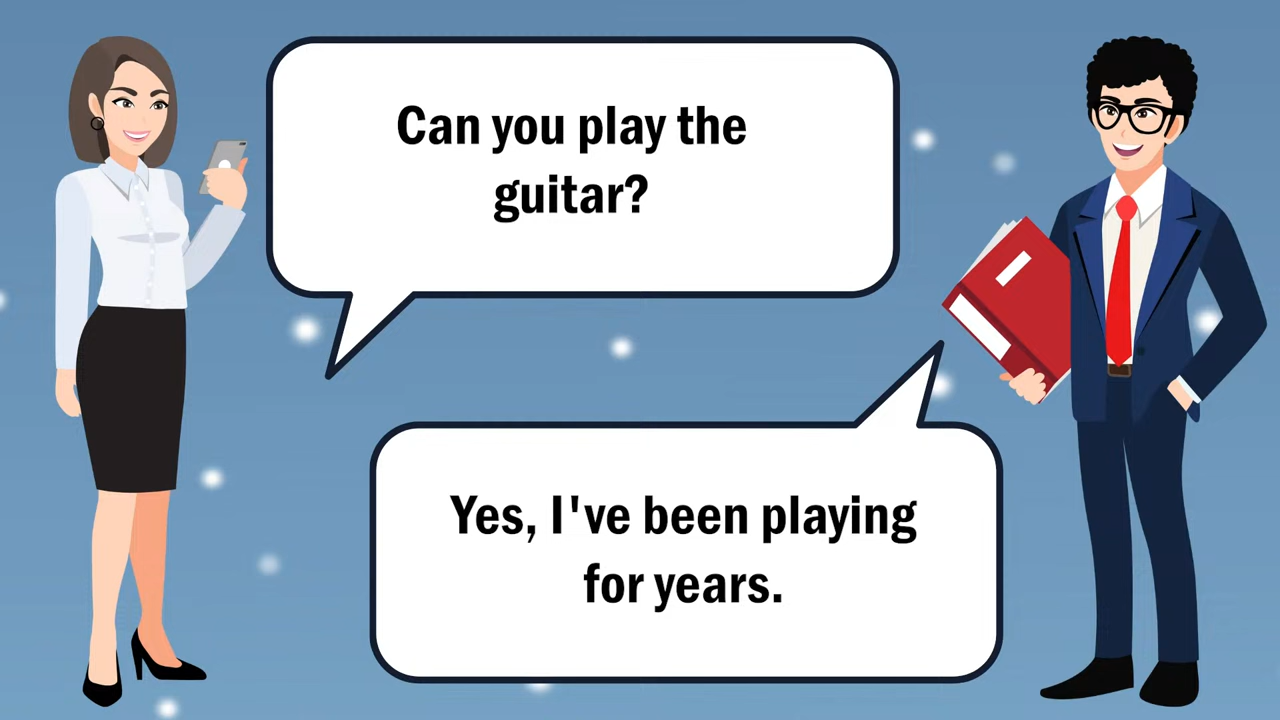 Can you play the
guitar?
Yes, I've been playing
for years.